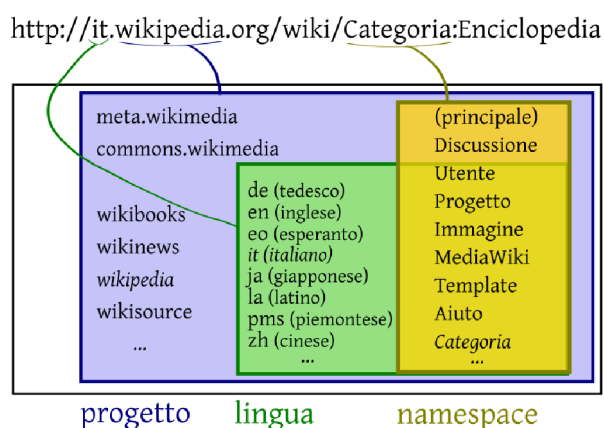 http://it.wikipedia.org/wiki/Categoria:Enciclopedia
meta.wikimedia
commons.wikimedia
wikibooks
wikinews
wikipedia
wikisource
...
de (tedesco)
en (inglese)
eo (esperanto)
it (italiano)
ja (giapponese)
la (latino)
pms (piemontese)
zh (cinese)
...
(principale)
Discussione
Utente
Progetto
Immagine
MediaWiki
Template
Aiuto
Categoria
...
progetto lingua namespace